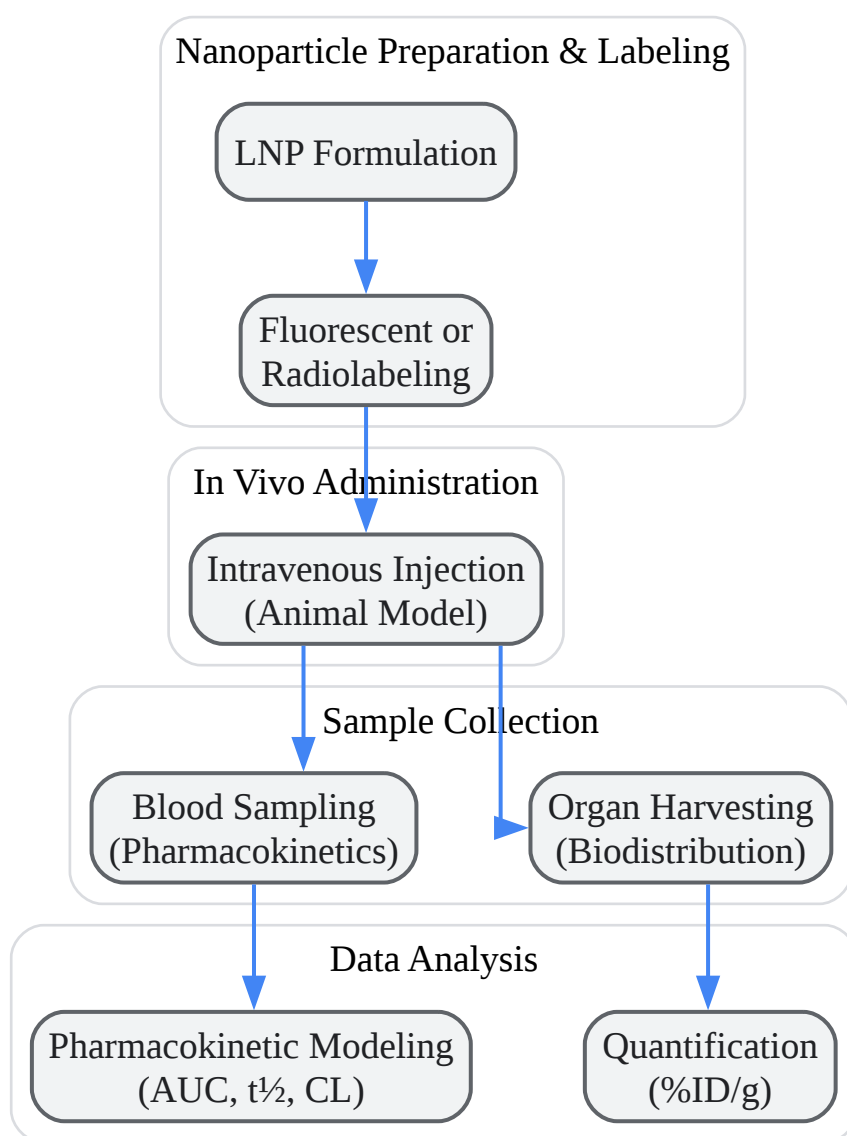 Nanoparticle Preparation & Labeling
LNP Formulation
Fluorescent or
Radiolabeling
In Vivo Administration
Intravenous Injection
(Animal Model)
Sample Collection
Blood Sampling
(Pharmacokinetics)
Organ Harvesting
(Biodistribution)
Data Analysis
Pharmacokinetic Modeling
(AUC, t½, CL)
Quantification
(%ID/g)